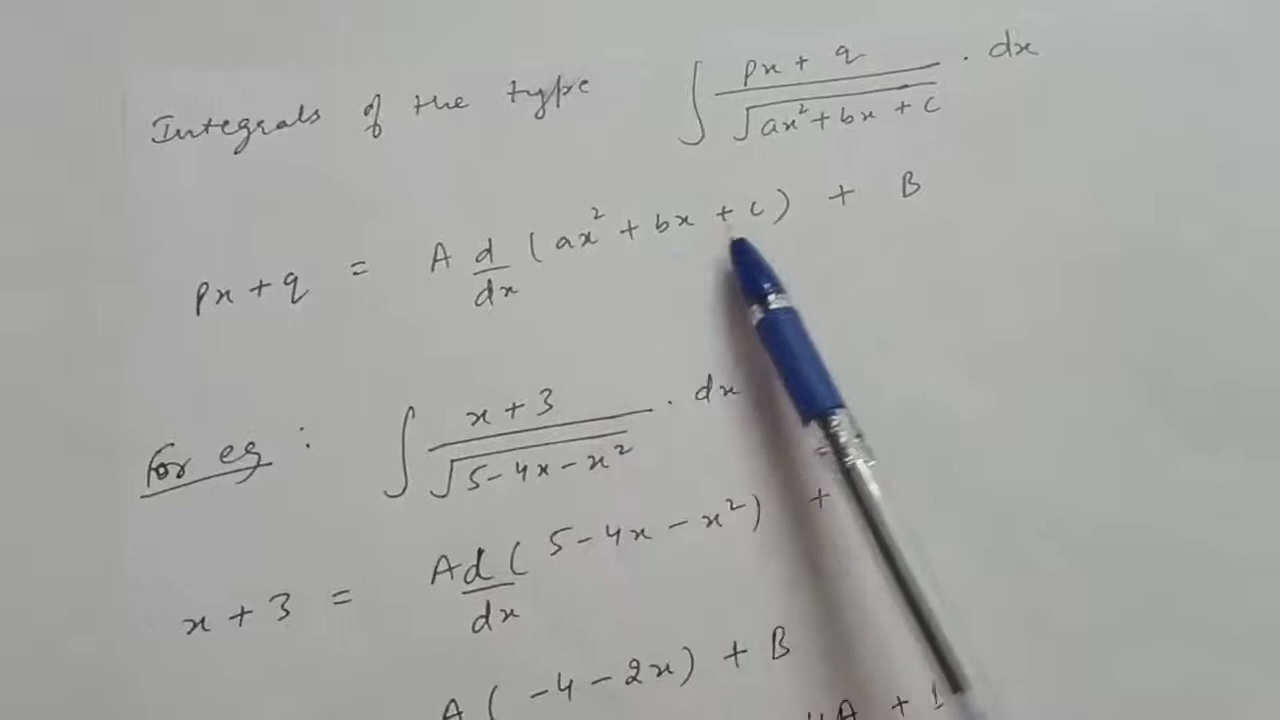 Integrals of the type ∫ (px + q)/√(ax² + bx + c) . dx
px + q = A d/dx (ax² + bx + c) + B
For eg : ∫ (x + 3)/√(5 - 4x - x²) . dx
x + 3 = A d/dx (5 - 4x - x²) +
A ( -4 - 2x) + B
4A +